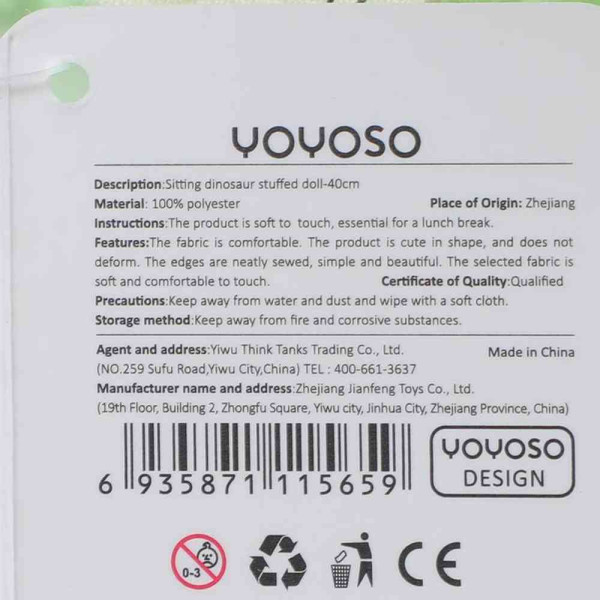 YOYOSO
Description:Sitting dinosaur stuffed doll-40cm
Material: 100% polyester Place of Origin: Zhejiang
Instructions:The product is soft to touch, essential for a lunch break.
Features:The fabric is comfortable. The product is cute in shape, and does not
deform. The edges are neatly sewed, simple and beautiful. The selected fabric is
soft and comfortable to touch. Certificate of Quality:Qualified
Precautions:Keep away from water and dust and wipe with a soft cloth.
Storage method:Keep away from fire and corrosive substances.
Agent and address:Yiwu Think Tanks Trading Co., Ltd. Made in China
(NO.259 Sufu Road,Yiwu City,China) TEL : 400-661-3637
Manufacturer name and address:Zhejiang Jianfeng Toys Co., Ltd.
(19th Floor, Building 2, Zhongfu Square, Yiwu city, Jinhua City, Zhejiang Province, China)
6 935871 115659
YOYOSO
DESIGN
0-3
CE